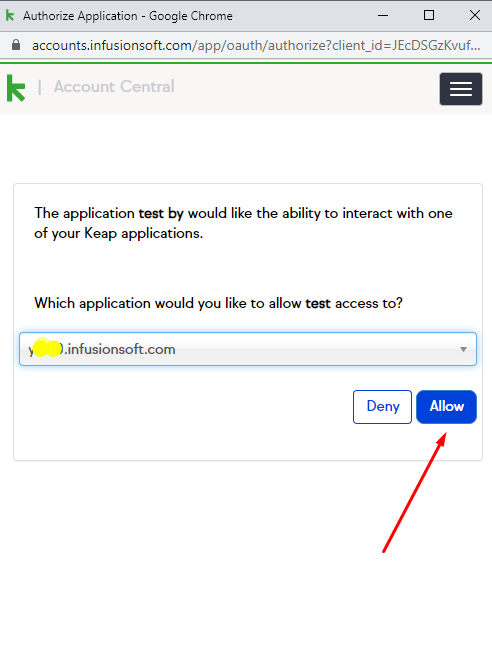 Authorize Application - Google Chrome
accounts.infusionsoft.com/app/oauth/authorize?client_id=JEcDSGzKvuf...
| Account Central
The application test by would like the ability to interact with one
of your Keap applications.
Which application would you like to allow test access to?
.infusionsoft.com
Deny Allow